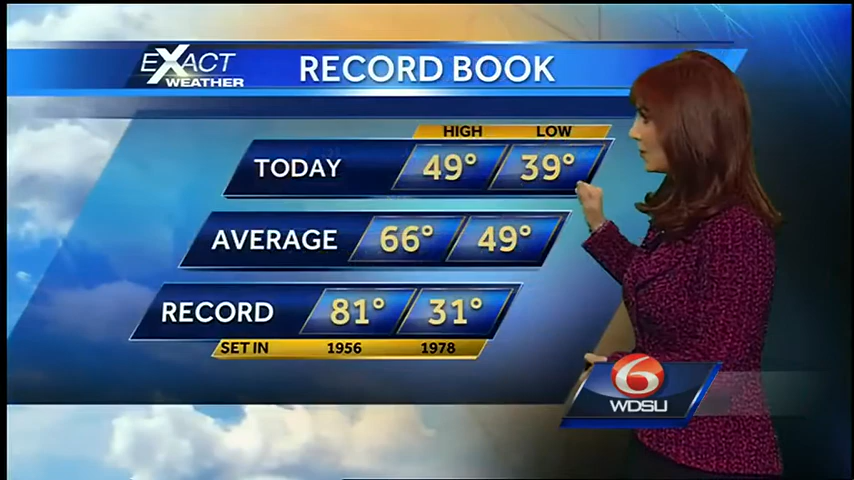 EXACT WEATHER
RECORD BOOK
HIGH LOW
TODAY 49° 39°
AVERAGE 66° 49°
RECORD 81° 31°
SET IN 1956 1978
6
WDSU